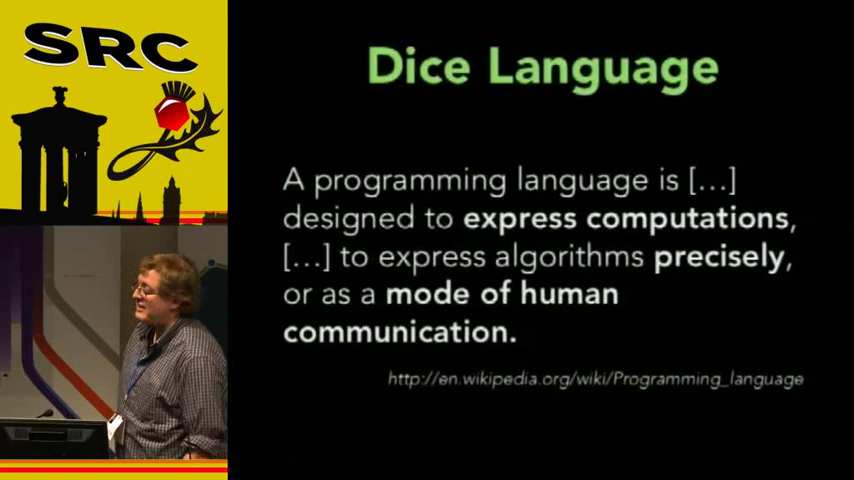 SRC
Dice Language
A programming language is […]
designed to express computations,
[…] to express algorithms precisely,
or as a mode of human
communication.
http://en.wikipedia.org/wiki/Programming_language